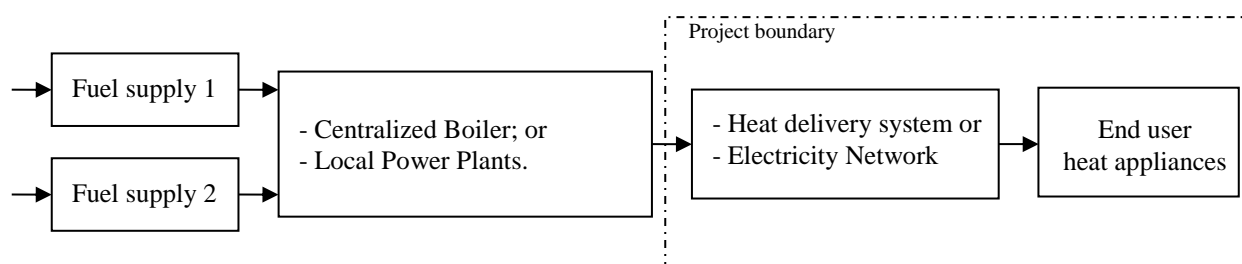 Project boundary
Fuel supply 1
Fuel supply 2
- Centralized Boiler; or
- Local Power Plants.
- Heat delivery system or
- Electricity Network
End user
heat appliances